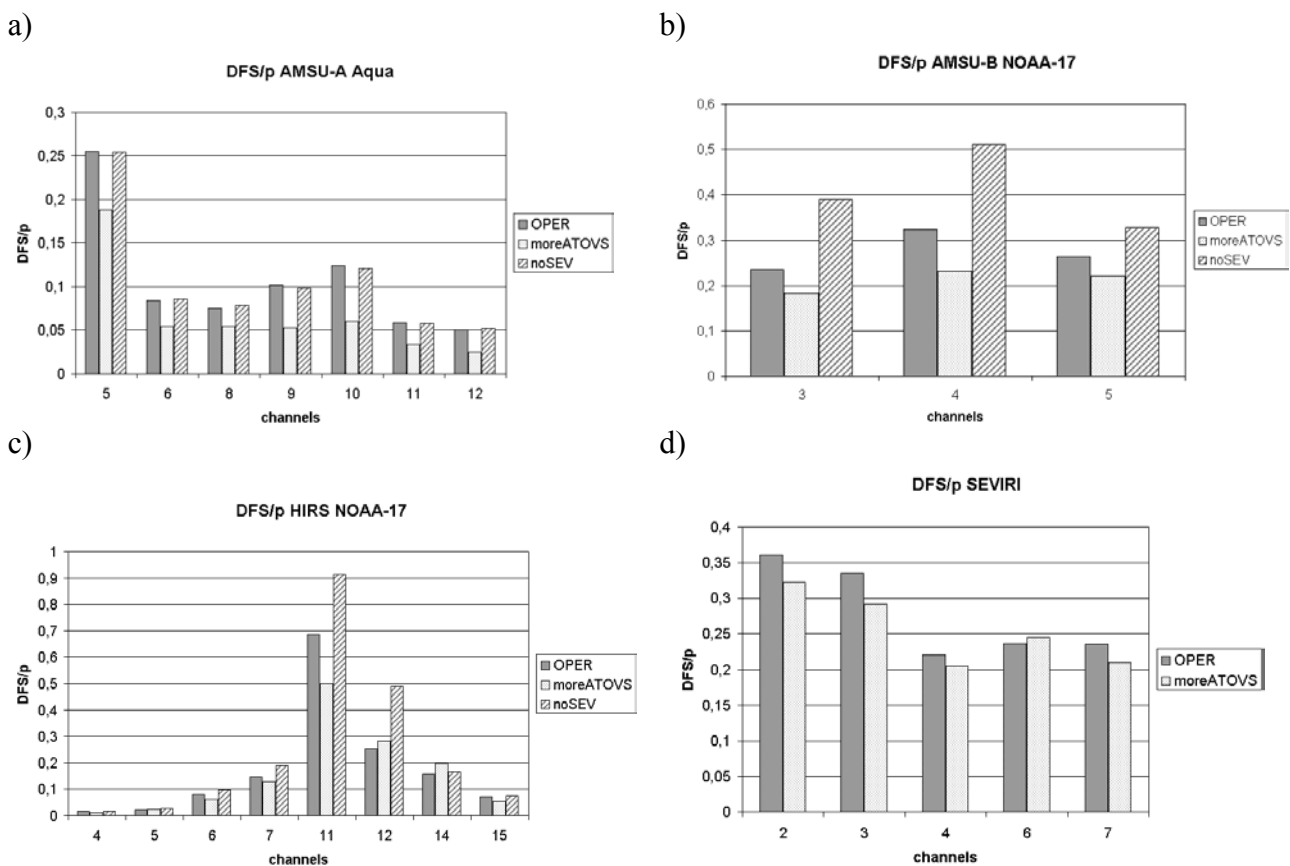 a)
DFS/p AMSU-A Aqua
0,3
0,25
0,2
0,15
0,1
0,05
0
DFS/p
5 6 8 9 10 11 12
channels
OPER
moreATOVS
noSEV
b)
DFS/p AMSU-B NOAA-17
0,6
0,5
0,4
0,3
0,2
0,1
0
DFS/p
3 4 5
channels
OPER
moreATOVS
noSEV
c)
DFS/p HIRS NOAA-17
1
0,9
0,8
0,7
0,6
0,5
0,4
0,3
0,2
0,1
0
DFS/p
4 5 6 7 11 12 14 15
channels
OPER
moreATOVS
noSEV
d)
DFS/p SEVIRI
0,4
0,35
0,3
0,25
0,2
0,15
0,1
0,05
0
DFS/p
2 3 4 6 7
channels
OPER
moreATOVS